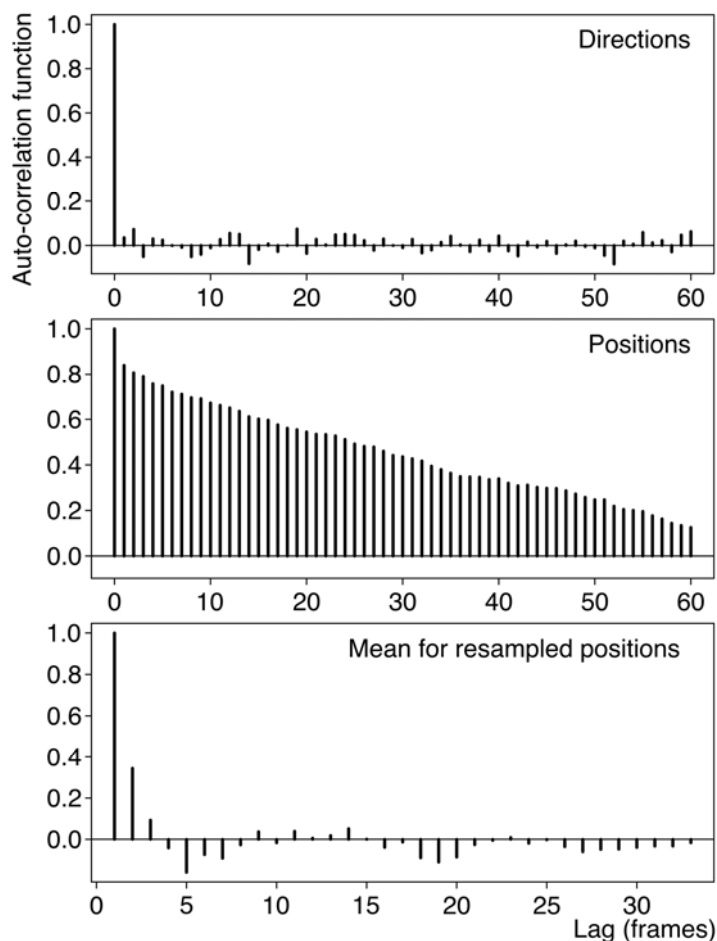 Auto-correlation function
Directions
1.0
0.8
0.6
0.4
0.2
0.0
0 10 20 30 40 50 60
Positions
1.0
0.8
0.6
0.4
0.2
0.0
0 10 20 30 40 50 60
Mean for resampled positions
1.0
0.8
0.6
0.4
0.2
0.0
0 5 10 15 20 25 30
Lag (frames)